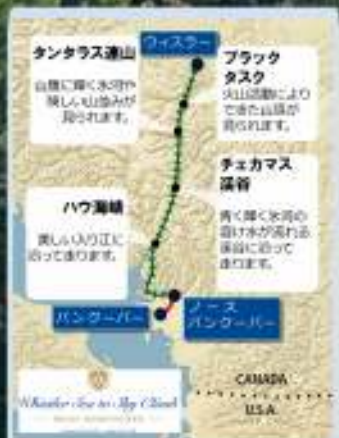 ウィスラー
タンタラス連山
山腹に輝く氷河や
険しい山並みが
見られます。
ブラック
タスク
火山活動により
できた山頂が
見られます。
チェカマス
渓谷
青く輝く氷河の
溶け水が流れる
渓谷に沿って
走ります。
ハウ海峡
美しい入り江に
沿って走ります。
バンクーバー
ノース
バンクーバー
Whistler Sea to Sky Climb
CANADA
U.S.A.